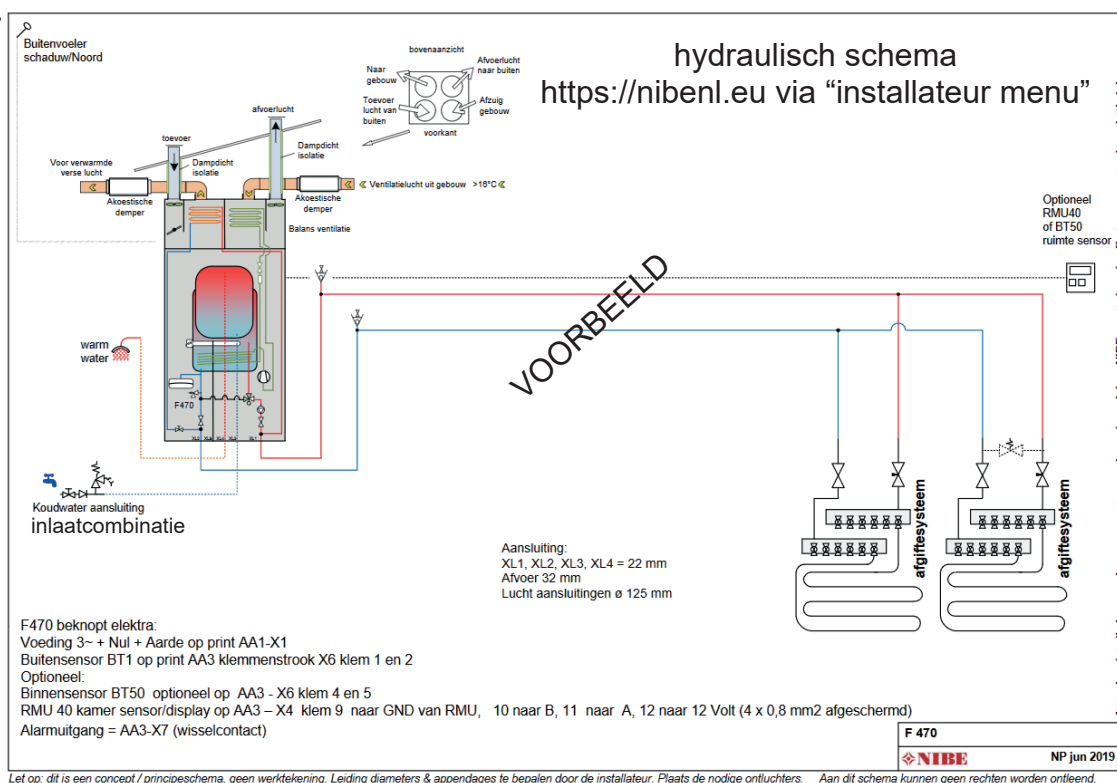 Buitenvoeler
schaduw/Noord
hydraulisch schema
https://nibenl.eu via “installateur menu”
bovenaanzicht
Naar
gebouw
Afvoerlucht
naar buiten
Toevoer
lucht van
buiten
Afzuig
gebouw
voorkant
afvoerlucht
toevoer
Dampdicht
isolatie
Voor verwarmde
verse lucht
Dampdicht
isolatie
Ventilatielucht uit gebouw >16°C
Akoestische
demper
Akoestische
demper
Balans ventilatie
Optioneel
RMU40
of BT50
ruimte sensor
VOORBEELD
warm
water
F470
XL1
Koudwater aansluiting
inlaatcombinatie
afgiftesysteem
afgiftesysteem
Aansluiting:
XL1, XL2, XL3, XL4 = 22 mm
Afvoer 32 mm
Lucht aansluitingen ø 125 mm
F470 beknopt elektra:
Voeding 3~ + Nul + Aarde op print AA1-X1
Buitensensor BT1 op print AA3 klemmenstrook X6 klem 1 en 2
Optioneel:
Binnensensor BT50 optioneel op AA3 - X6 klem 4 en 5
RMU 40 kamer sensor/display op AA3 – X4 klem 9 naar GND van RMU, 10 naar B, 11 naar A, 12 naar 12 Volt (4 x 0,8 mm2 afgeschermd)
Alarmuitgang = AA3-X7 (wisselcontact)
F 470
NIBE
NP jun 2019
Let op: dit is een concept / principeschema, geen werktekening. Leiding diameters & appendages te bepalen door de installateur. Plaats de nodige ontluchters. Aan dit schema kunnen geen rechten worden ontleend.